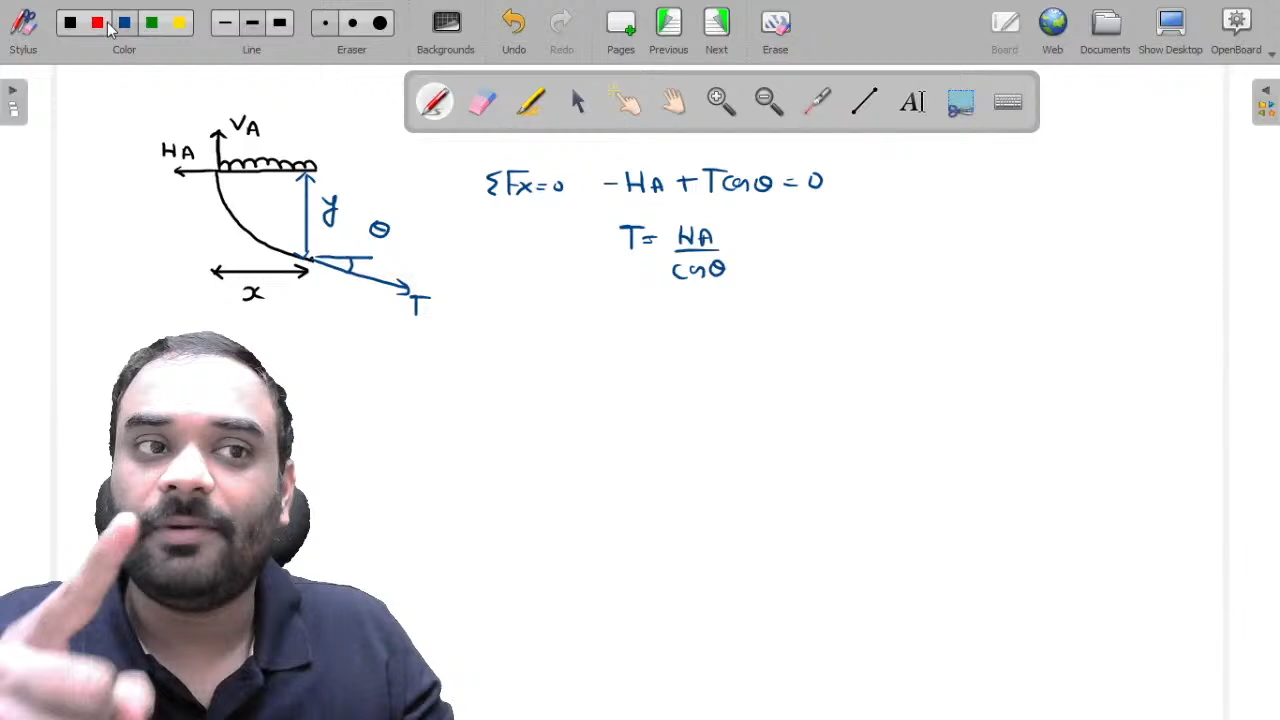 Stylus
Color
Line
Eraser
Backgrounds
Undo
Redo
Pages
Previous
Next
Erase
Board
Web
Documents
Show Desktop
OpenBoard
AI
VA
HA
y
θ
x
T
ΣFx=0 -HA+Tcosθ=0
T= HA
cosθ